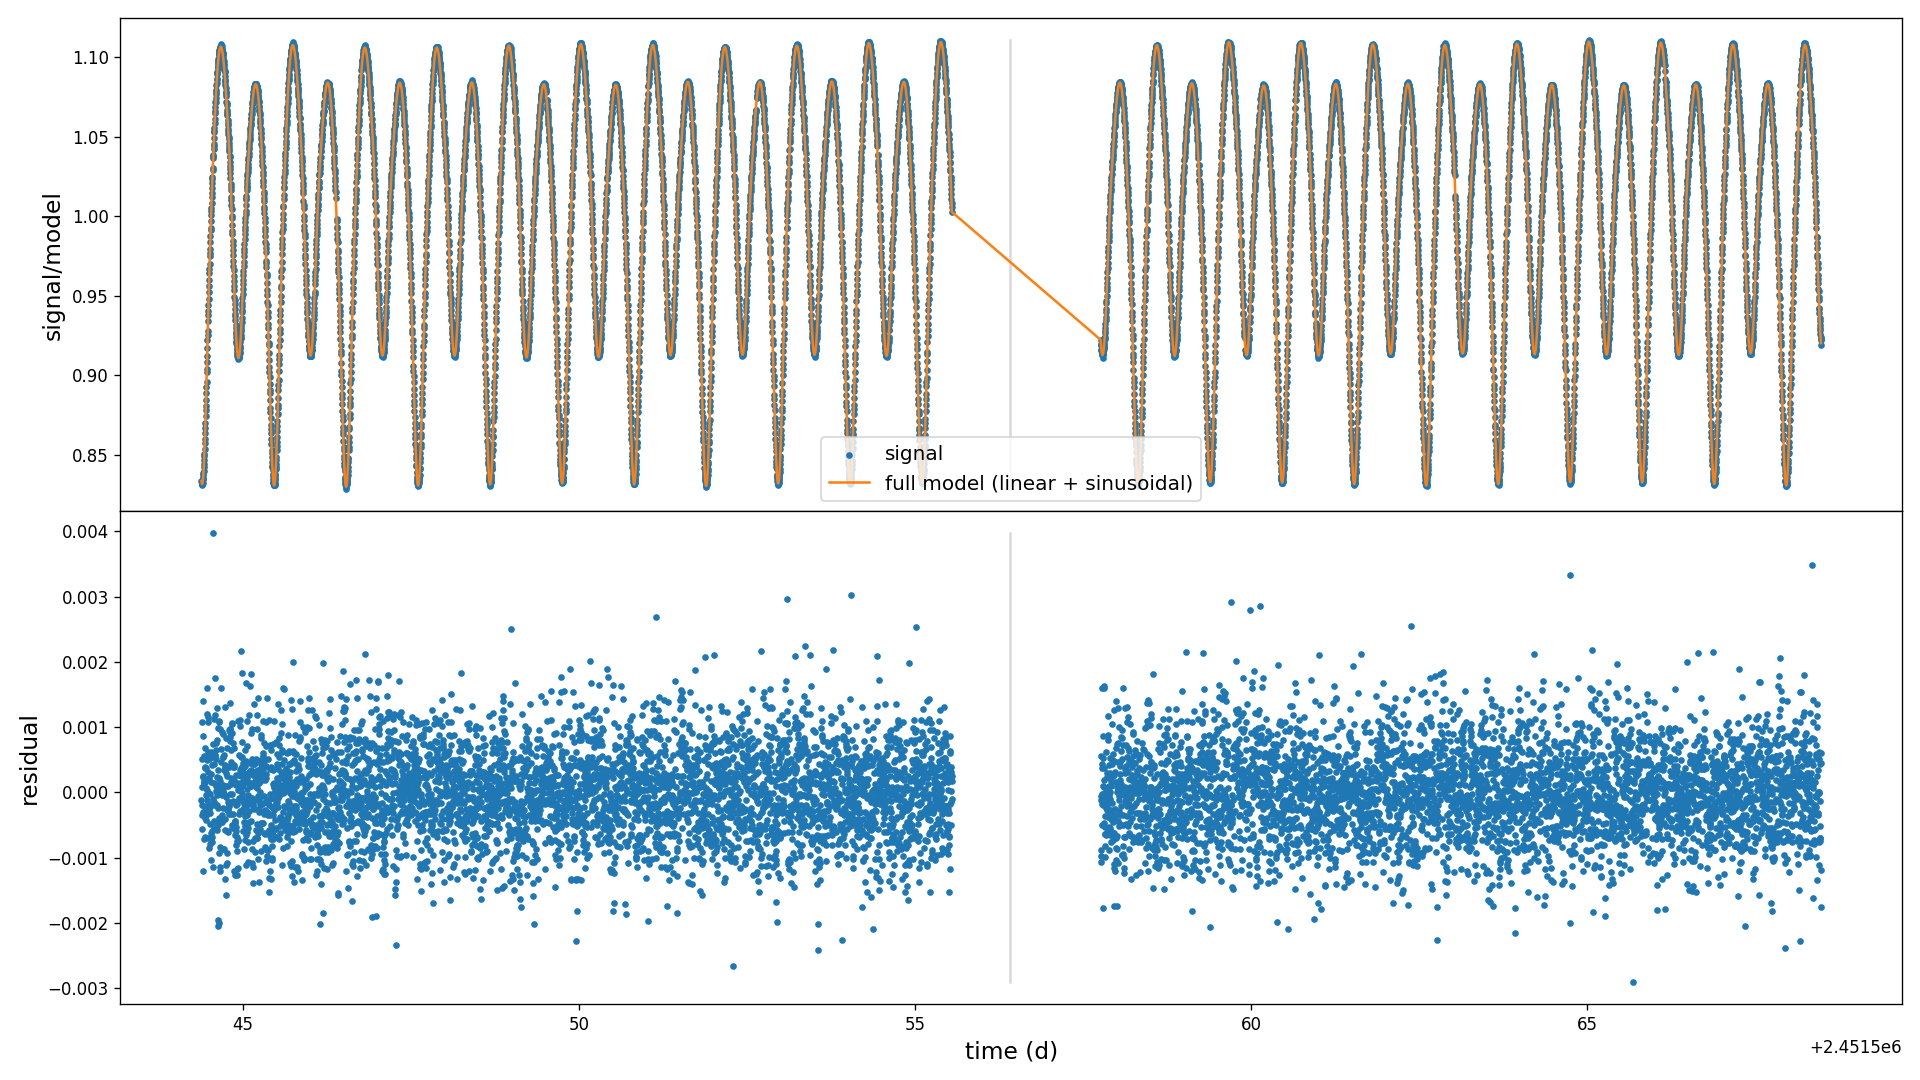 signal/model
1.10
1.05
1.00
0.95
0.90
0.85
signal
full model (linear + sinusoidal)
residual
0.004
0.003
0.002
0.001
0.000
−0.001
−0.002
−0.003
45 50 55 60 65
time (d)
+2.4515e6